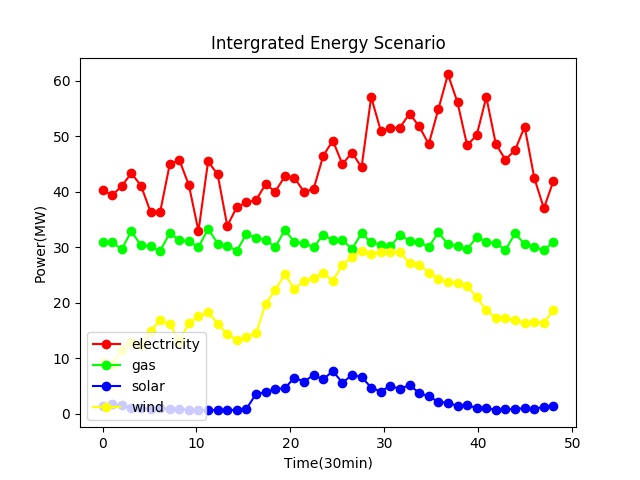 Intergrated Energy Scenario
Power(MW)
60
50
40
30
20
10
0
electricity
gas
solar
wind
0 10 20 30 40 50
Time(30min)